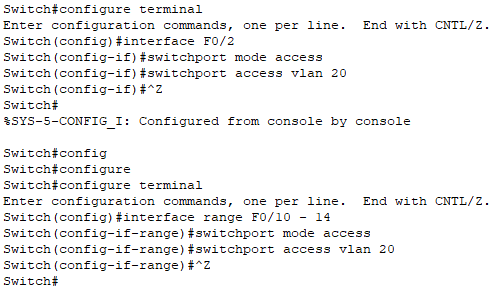 Switch#configure terminal
Enter configuration commands, one per line.  End with CNTL/Z.
Switch(config)#interface F0/2
Switch(config-if)#switchport mode access
Switch(config-if)#switchport access vlan 20
Switch(config-if)#^Z
Switch#
%SYS-5-CONFIG_I: Configured from console by console

Switch#config
Switch#configure
Switch#configure terminal
Enter configuration commands, one per line.  End with CNTL/Z.
Switch(config)#interface range F0/10 - 14
Switch(config-if-range)#switchport mode access
Switch(config-if-range)#switchport access vlan 20
Switch(config-if-range)#^Z
Switch#